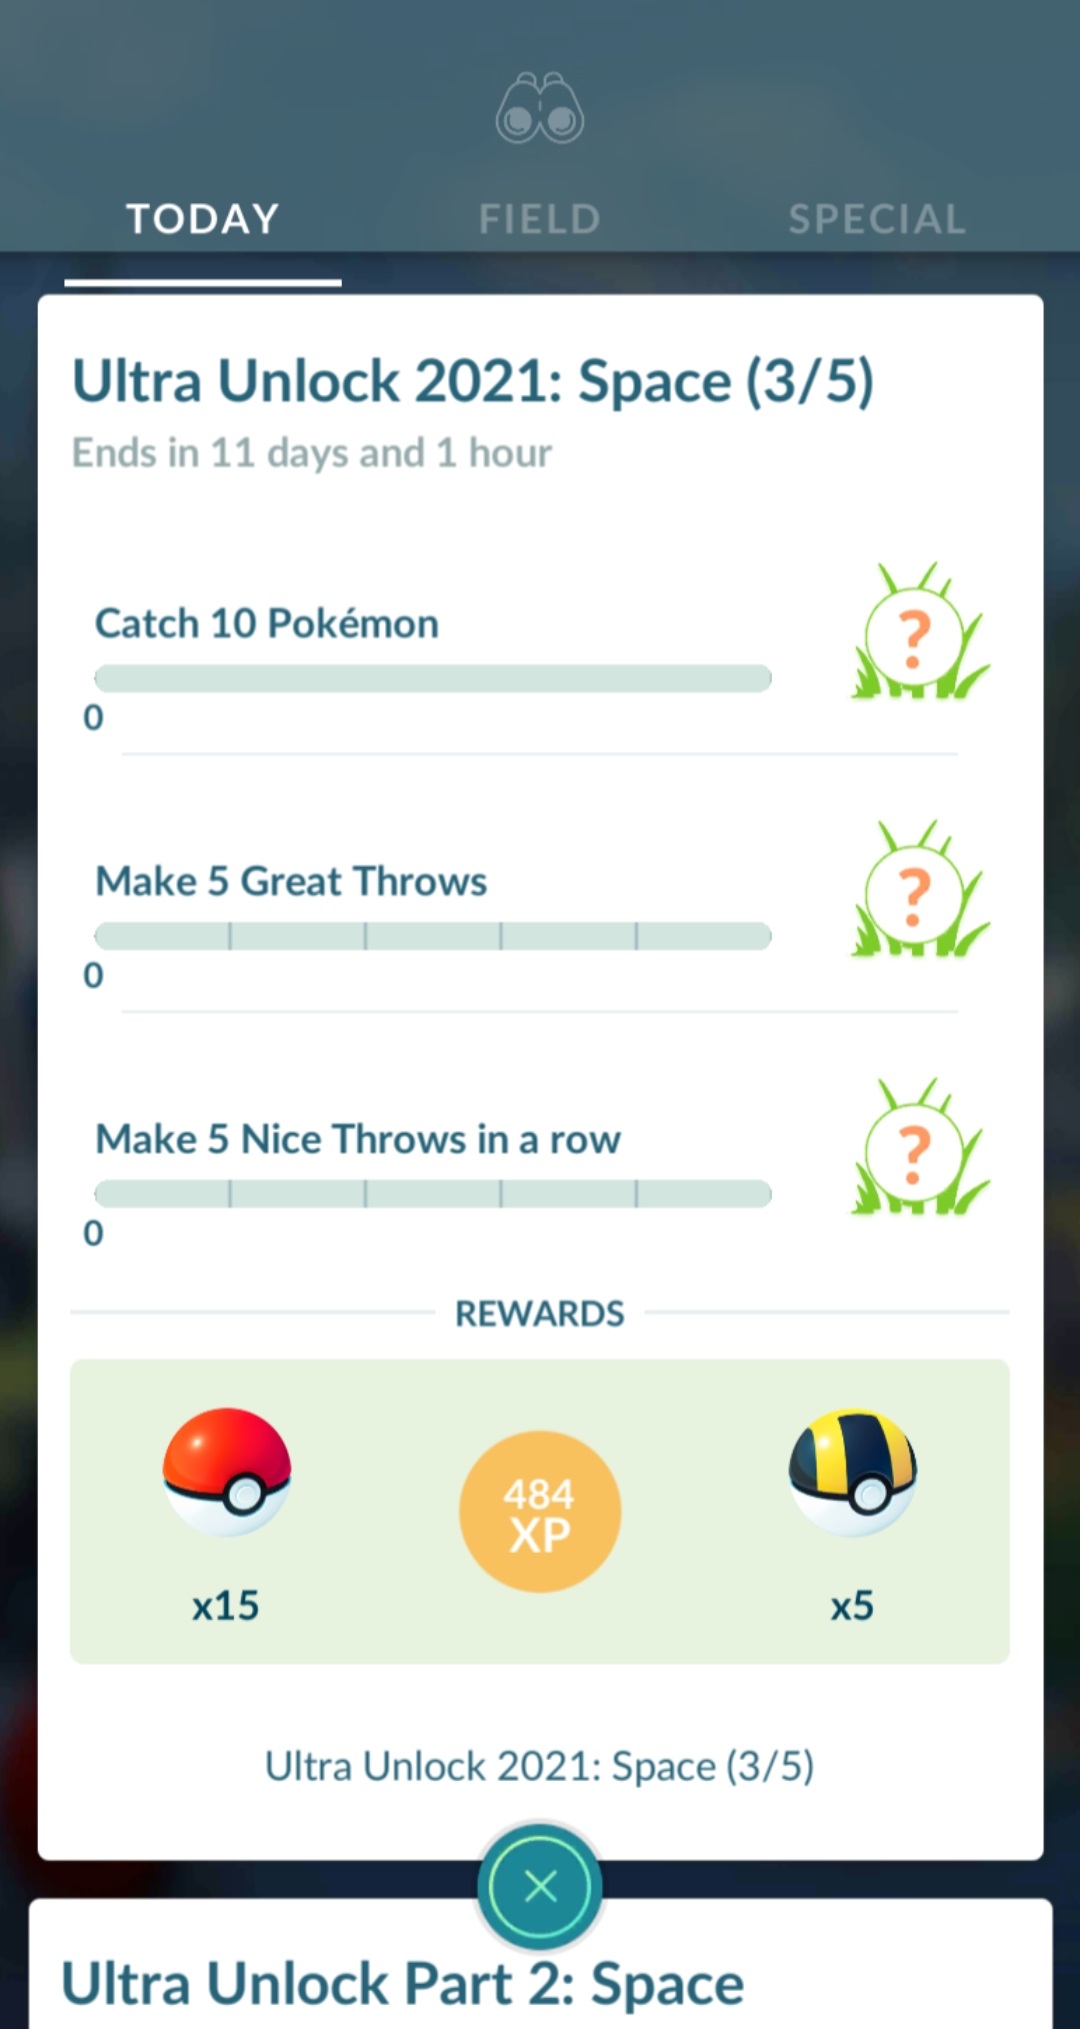 TODAY
FIELD
SPECIAL
Ultra Unlock 2021: Space (3/5)
Ends in 11 days and 1 hour
Catch 10 Pokémon
?
0
Make 5 Great Throws
?
0
Make 5 Nice Throws in a row
?
0
REWARDS
484
XP
x15
x5
Ultra Unlock 2021: Space (3/5)
Ultra Unlock Part 2: Space